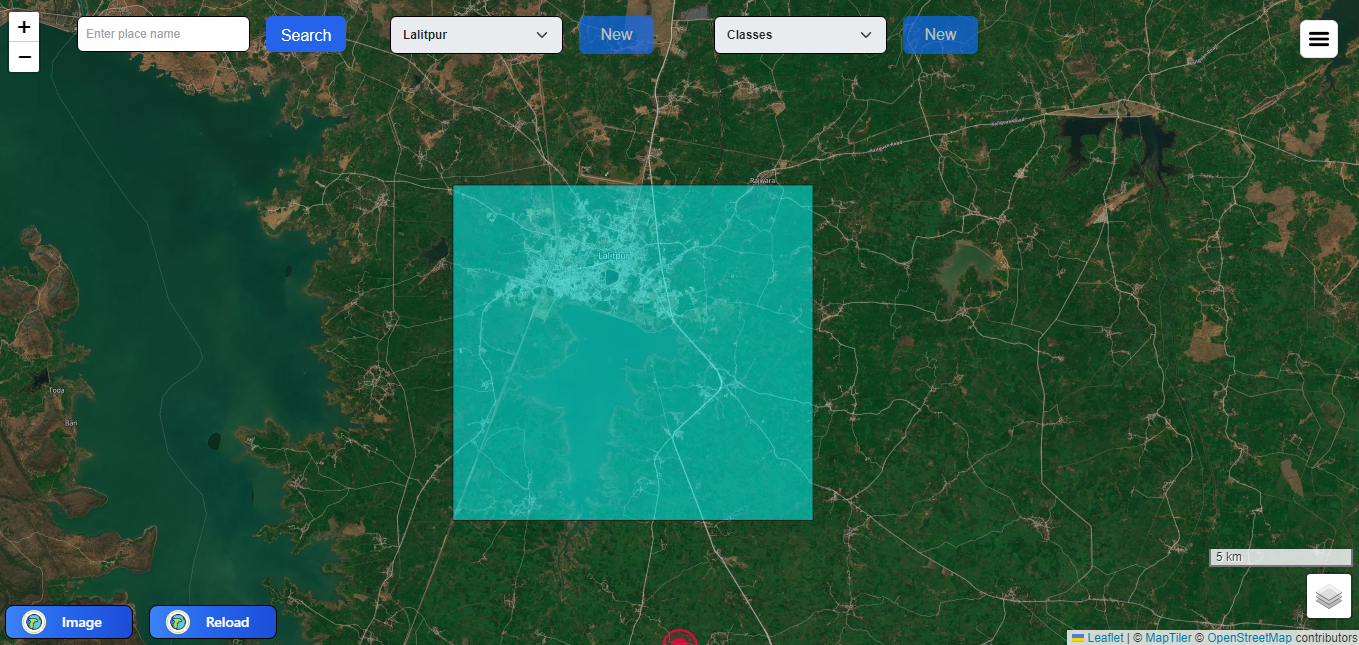 +
−
Enter place name
Search
Lalitpur
New
Classes
New
Rajwara
Lalitpur
Toda
Bari
5 km
Image
Reload
Leaflet | © MapTiler © OpenStreetMap contributors